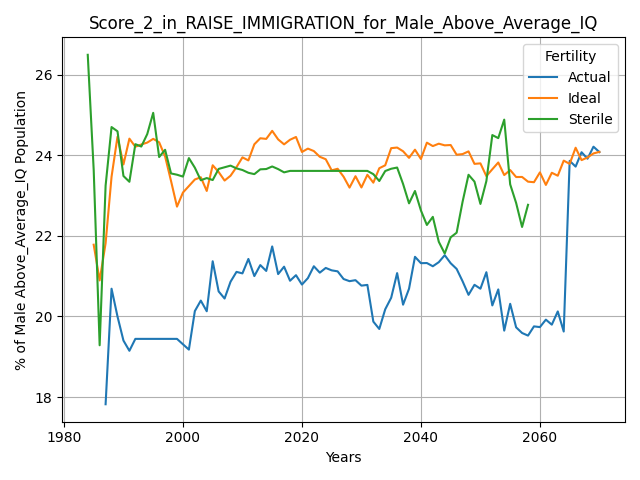 Score_2_in_RAISE_IMMIGRATION_for_Male_Above_Average_IQ
% of Male Above_Average_IQ Population
26
24
22
20
18
Fertility
Actual
Ideal
Sterile
1980
2000
2020
2040
2060
Years